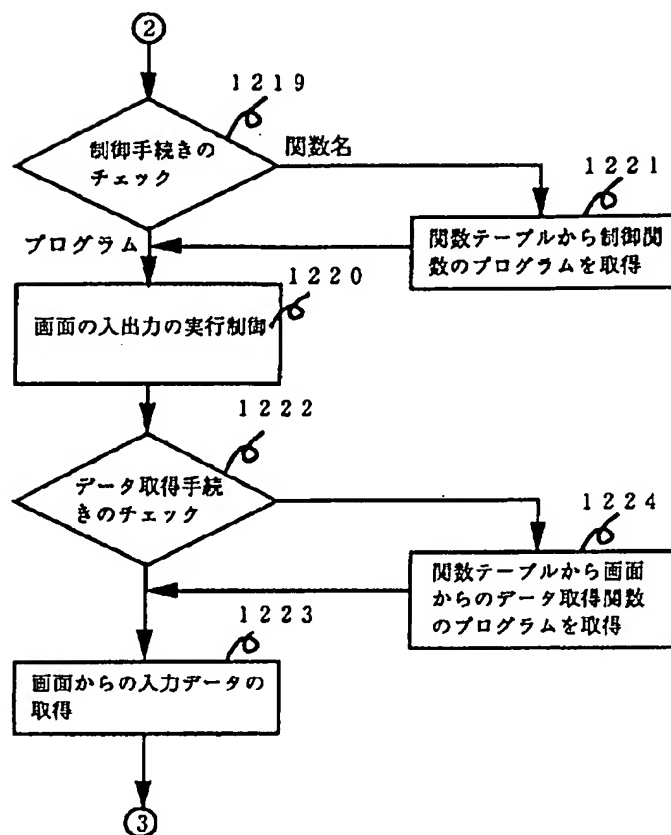 ②
1219
制御手続きの
チェック
関数名
1221
関数テーブルから制御関
数のプログラムを取得
プログラム
1220
画面の入出力の実行制御
1222
データ取得手続
きのチェック
1224
関数テーブルから画面
からのデータ取得関数
のプログラムを取得
1223
画面からの入力データの
取得
③